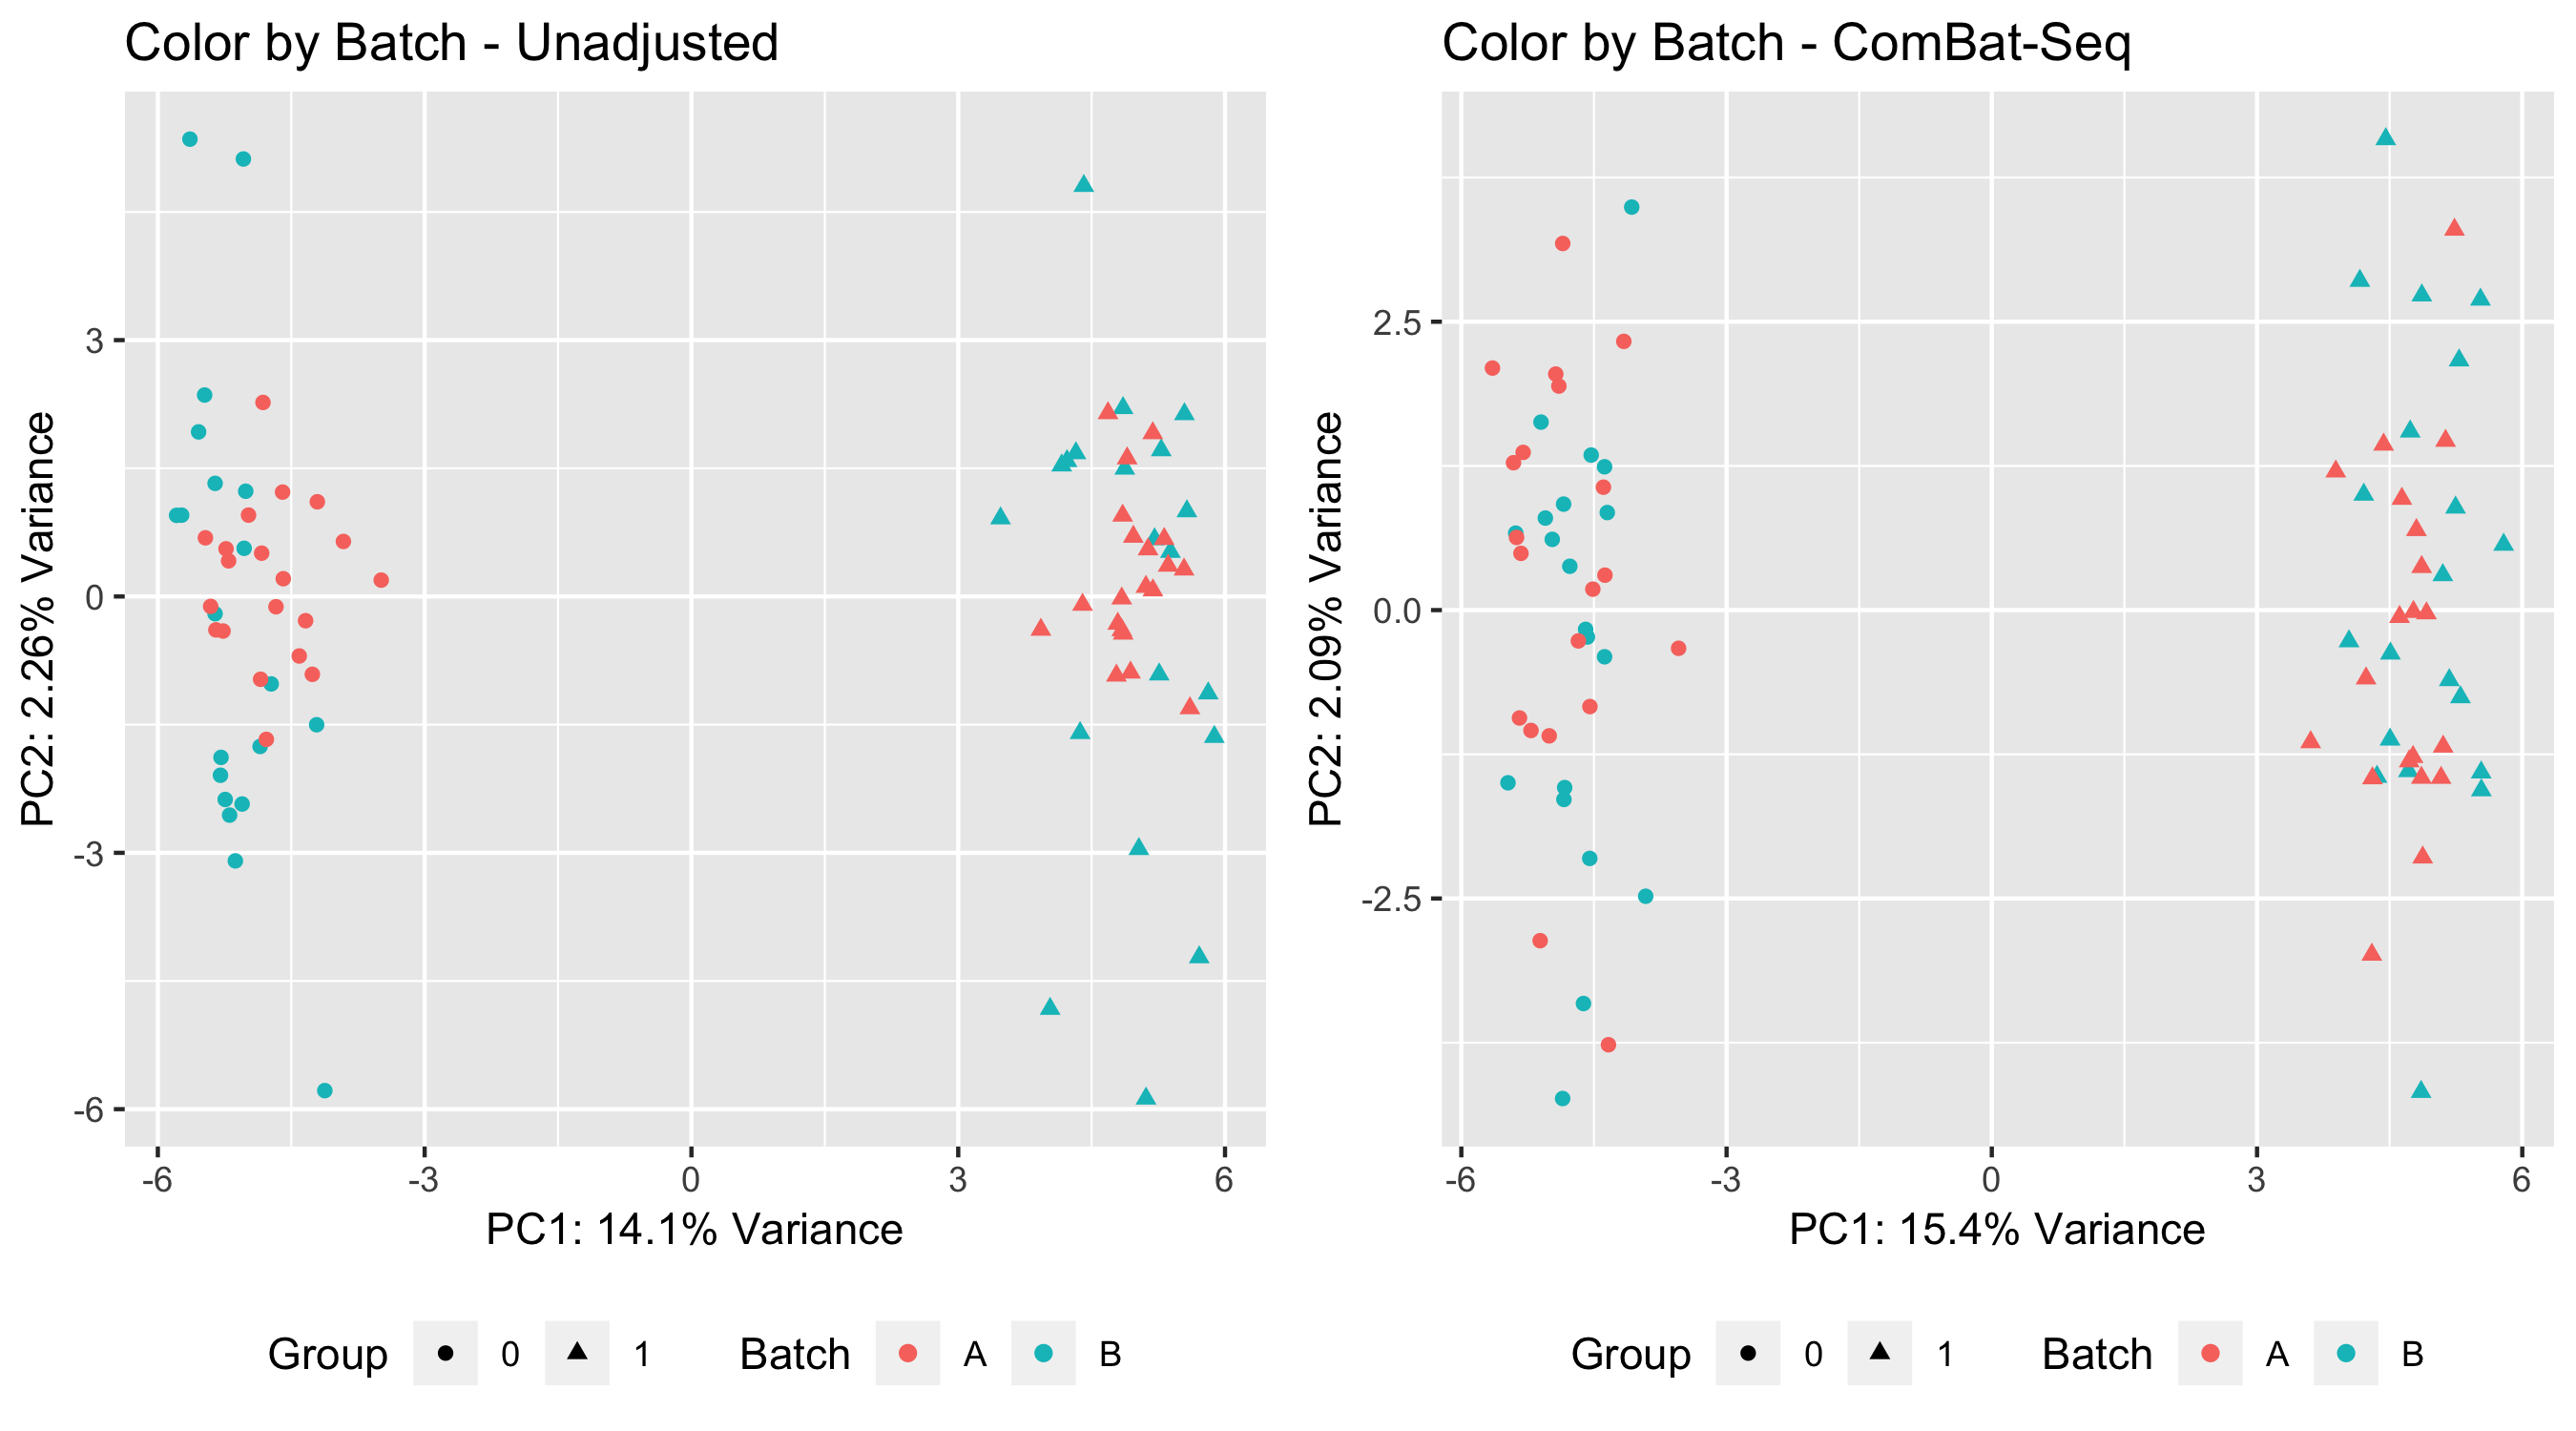 Color by Batch - Unadjusted
PC2: 2.26% Variance
3
0
-3
-6
-6 -3 0 3 6
PC1: 14.1% Variance
Group 0 1 Batch A B
Color by Batch - ComBat-Seq
PC2: 2.09% Variance
2.5
0.0
-2.5
-6 -3 0 3 6
PC1: 15.4% Variance
Group 0 1 Batch A B